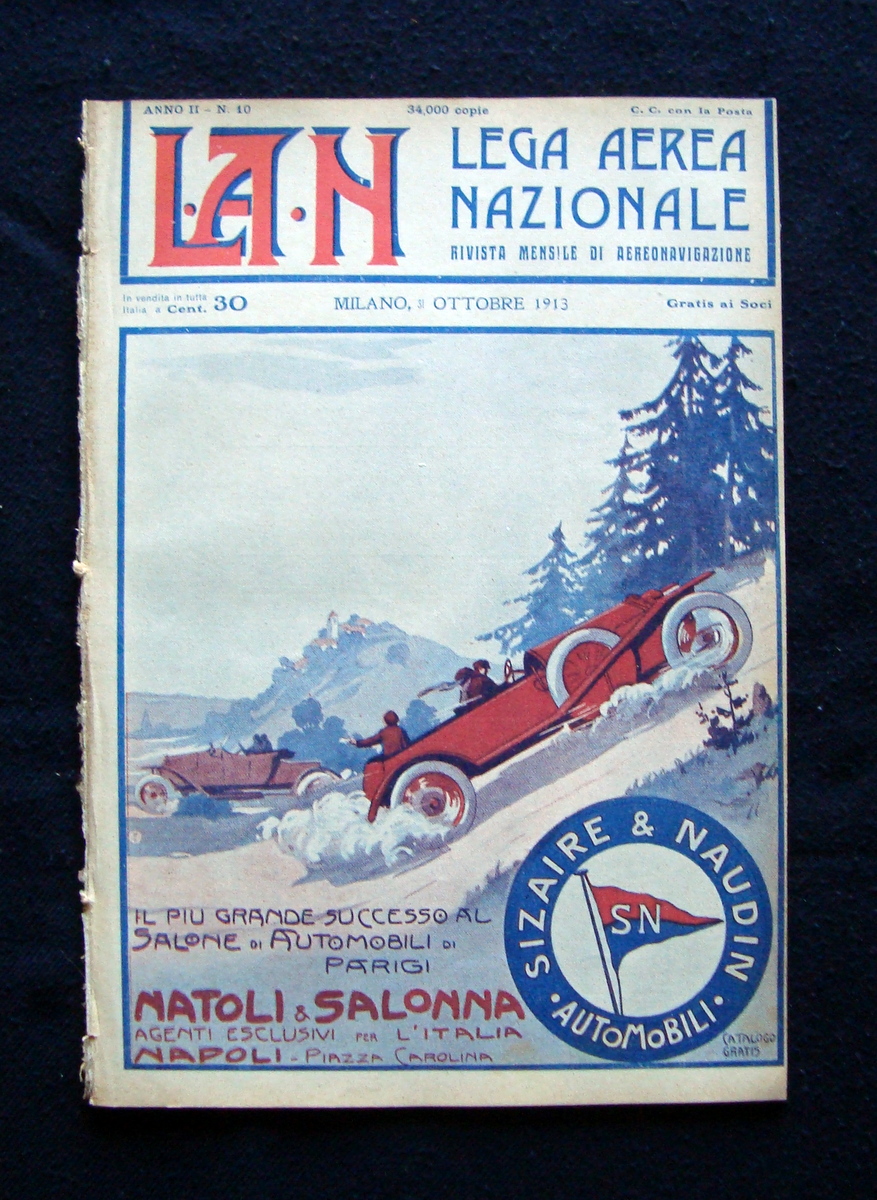 ANNO II - N. 10 34,000 copie C. C. con la Posta
L·A·N
LEGA AEREA
NAZIONALE
RIVISTA MENSILE DI AEREONAVIGAZIONE
In vendita in tutta
Italia a Cent. 30
MILANO, 31 OTTOBRE 1913
Gratis ai Soci
IL PIU GRANDE SUCCESSO AL
SALONE DI AUTOMOBILI DI
PARIGI
NATOLI & SALONNA
AGENTI ESCLUSIVI PER L'ITALIA
NAPOLI - PIAZZA CAROLINA
SIZAIRE & NAUDIN
SN
· AUTOMOBILI ·
CATALOGO
GRATIS